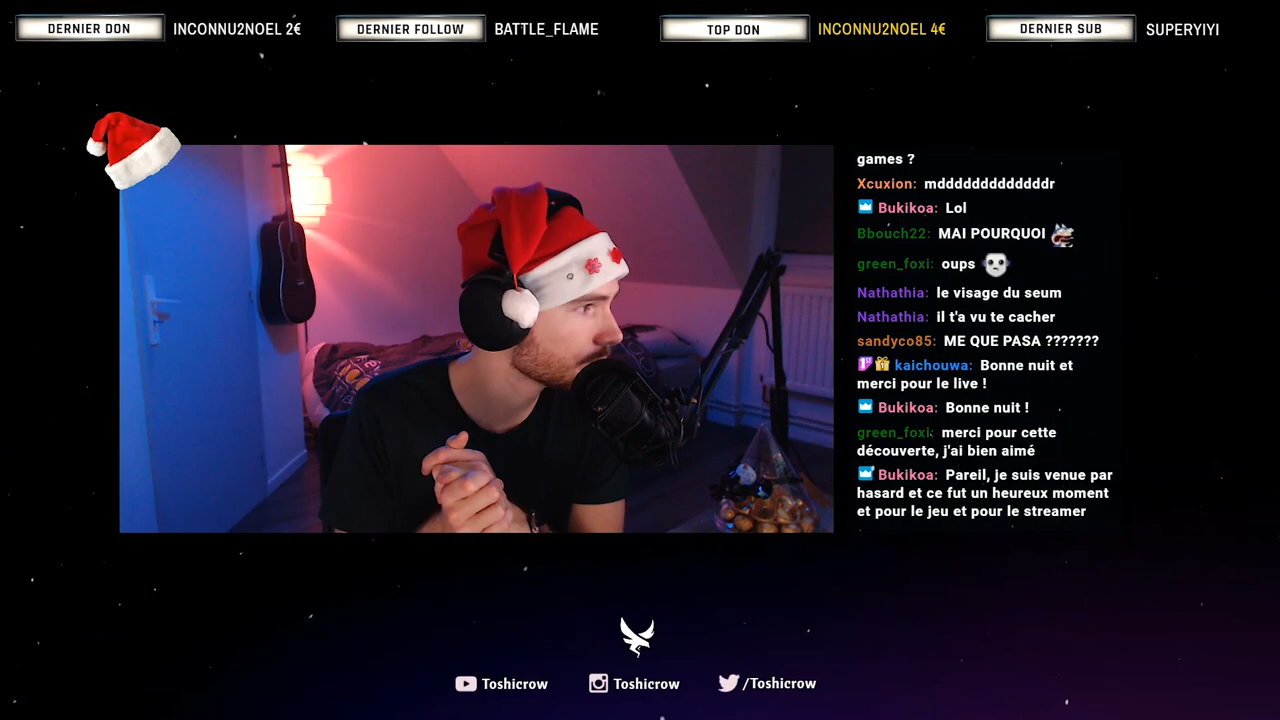 DERNIER DON INCONNU2NOEL 2€ DERNIER FOLLOW BATTLE_FLAME TOP DON INCONNU2NOEL 4€ DERNIER SUB SUPERYIYI
games ?
Xcuxion: mdddddddddddddr
Bukikoa: Lol
Bbouch22: MAI POURQUOI
green_foxi: oups
Nathathia: le visage du seum
Nathathia: il t'a vu te cacher
sandyco85: ME QUE PASA ???????
kaichouwa: Bonne nuit et
merci pour le live !
Bukikoa: Bonne nuit !
green_foxi: merci pour cette
découverte, j'ai bien aimé
Bukikoa: Pareil, je suis venue par
hasard et ce fut un heureux moment
et pour le jeu et pour le streamer
Toshicrow Toshicrow /Toshicrow